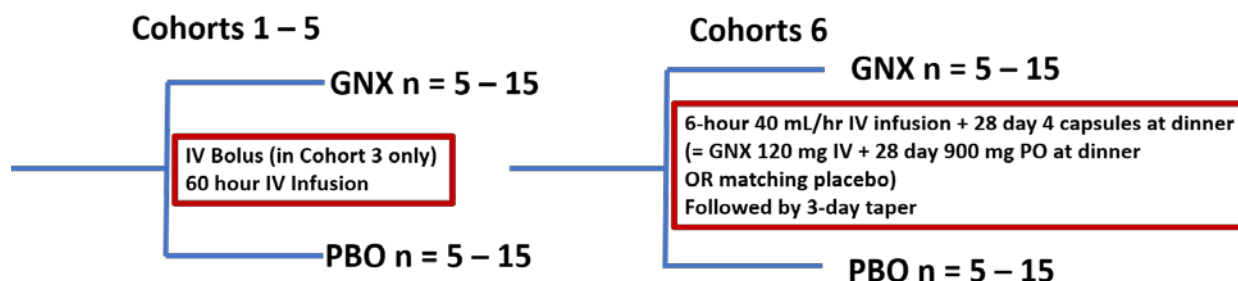 Cohorts 1 – 5
GNX n = 5 – 15
IV Bolus (in Cohort 3 only)
60 hour IV Infusion
PBO n = 5 – 15
Cohorts 6
GNX n = 5 – 15
6-hour 40 mL/hr IV infusion + 28 day 4 capsules at dinner
(= GNX 120 mg IV + 28 day 900 mg PO at dinner
OR matching placebo)
Followed by 3-day taper
PBO n = 5 – 15